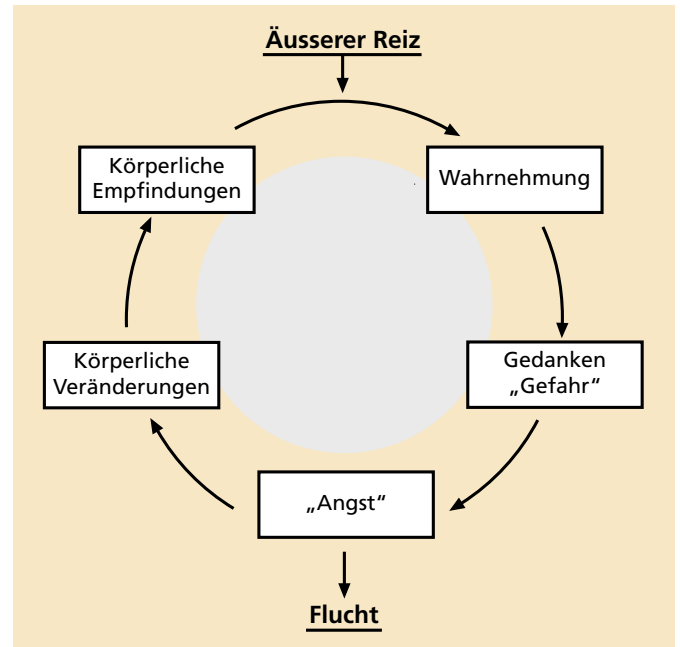 Äusserer Reiz
Körperliche
Empfindungen
Wahrnehmung
Körperliche
Veränderungen
Gedanken
„Gefahr“
„Angst“
Flucht